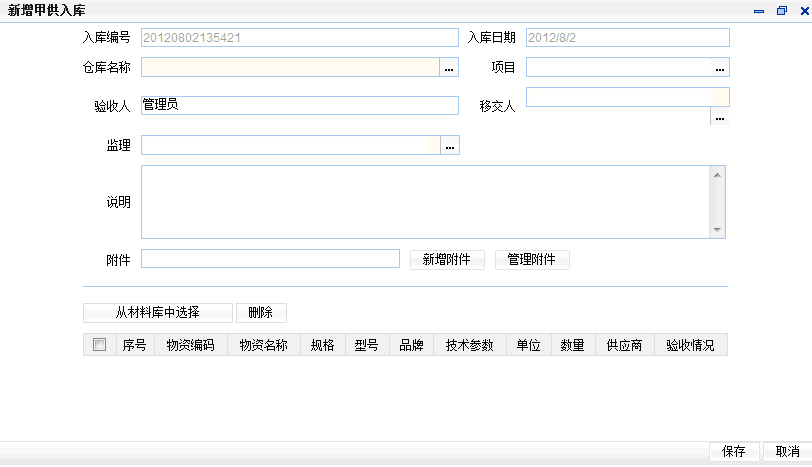 新增甲供入库
入库编号 20120802135421 入库日期 2012/8/2
仓库名称 ... 项目 ...
验收人 管理员 移交人 ...
监理 ...
说明
附件 新增附件 管理附件
从材料库中选择 删除
序号 物资编码 物资名称 规格 型号 品牌 技术参数 单位 数量 供应商 验收情况
保存 取消